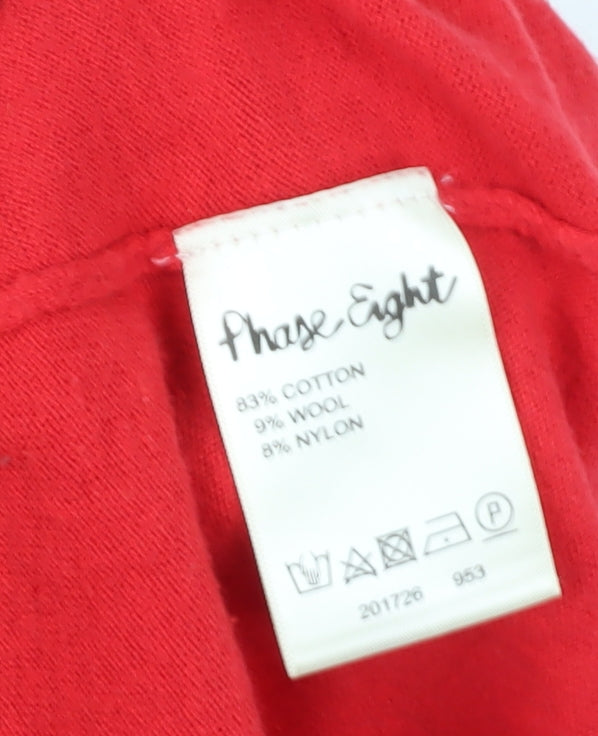 Phase Eight
83% COTTON
9% WOOL
8% NYLON
P
201726 953